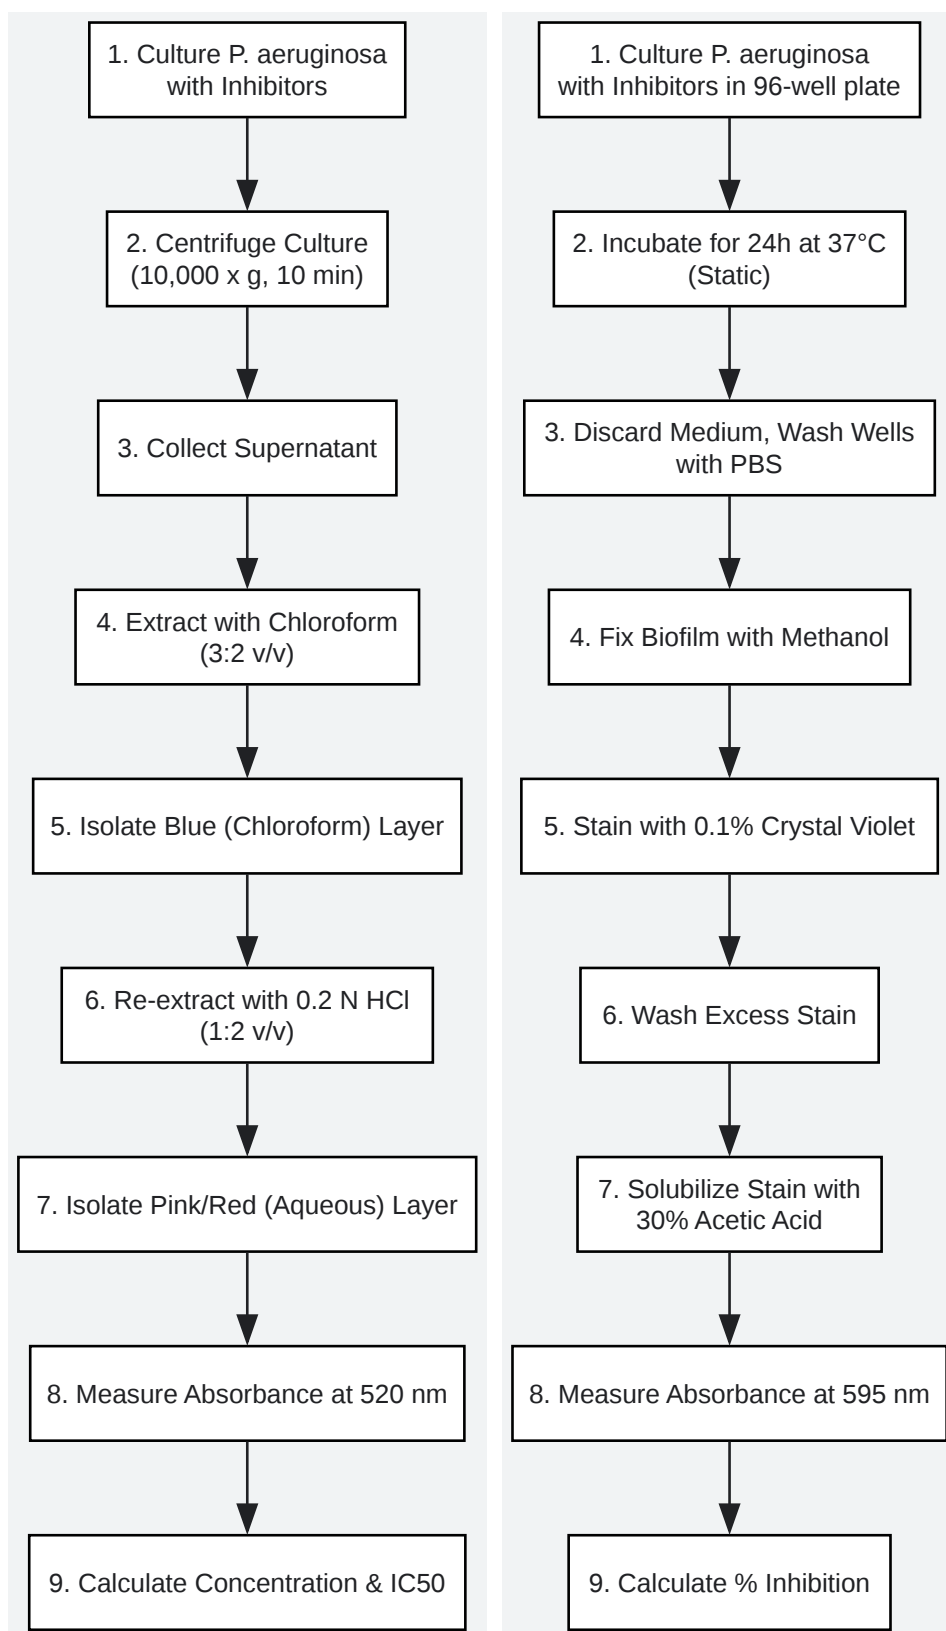 1. Culture P. aeruginosa
with Inhibitors
2. Centrifuge Culture
(10,000 x g, 10 min)
3. Collect Supernatant
4. Extract with Chloroform
(3:2 v/v)
5. Isolate Blue (Chloroform) Layer
6. Re-extract with 0.2 N HCl
(1:2 v/v)
7. Isolate Pink/Red (Aqueous) Layer
8. Measure Absorbance at 520 nm
9. Calculate Concentration & IC50
1. Culture P. aeruginosa
with Inhibitors in 96-well plate
2. Incubate for 24h at 37°C
(Static)
3. Discard Medium, Wash Wells
with PBS
4. Fix Biofilm with Methanol
5. Stain with 0.1% Crystal Violet
6. Wash Excess Stain
7. Solubilize Stain with
30% Acetic Acid
8. Measure Absorbance at 595 nm
9. Calculate % Inhibition